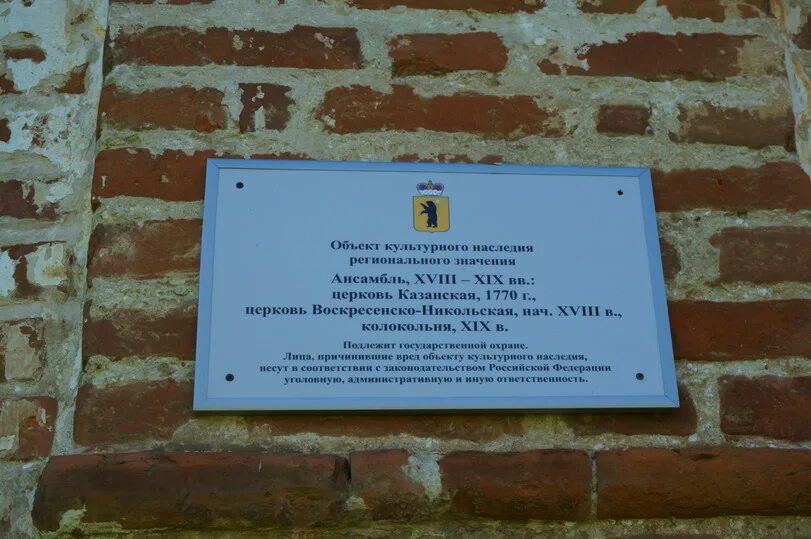 Объект культурного наследия
регионального значения
Ансамбль, XVIII – XIX вв.:
церковь Казанская, 1770 г.,
церковь Воскресенско-Никольская, нач. XVIII в.,
колокольня, XIX в.
Подлежит государственной охране.
Лица, причинившие вред объекту культурного наследия,
несут в соответствии с законодательством Российской Федерации
уголовную, административную и иную ответственность.